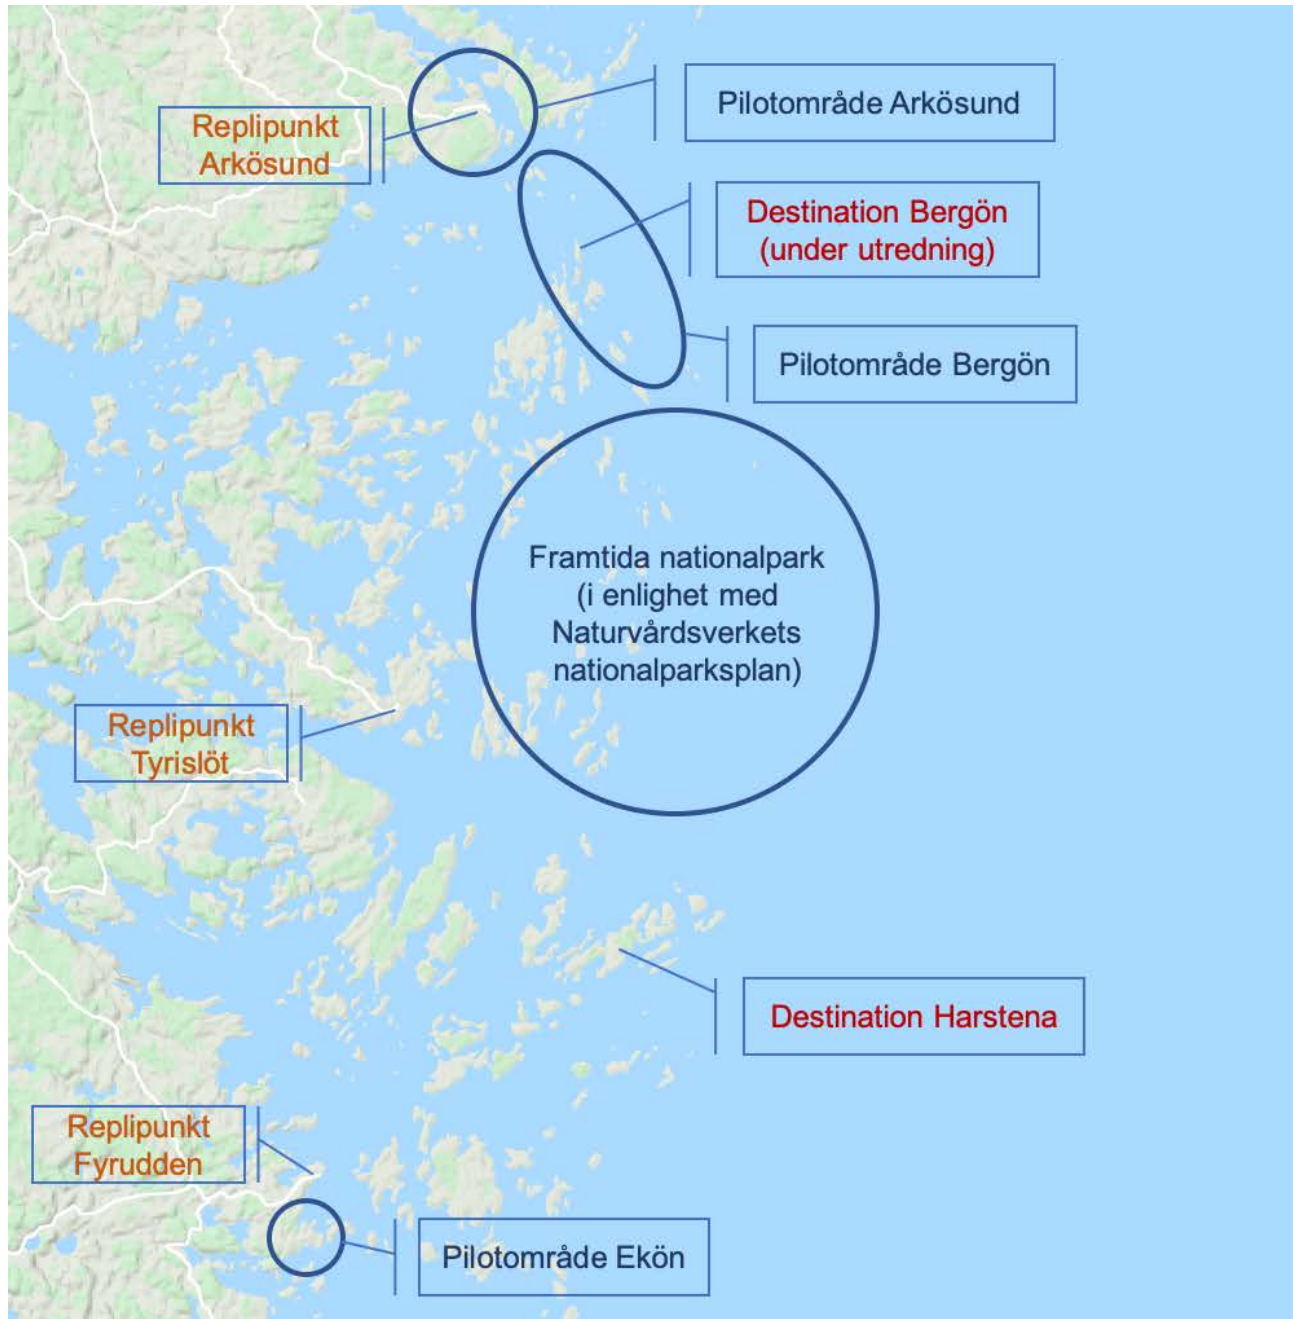 Pilotområde Arkösund
Replipunkt
Arkösund
Destination Bergön
(under utredning)
Pilotområde Bergön
Framtida nationalpark
(i enlighet med
Naturvårdsverkets
nationalparksplan)
Replipunkt
Tyrislöt
Destination Harstena
Replipunkt
Fyrudden
Pilotområde Ekön